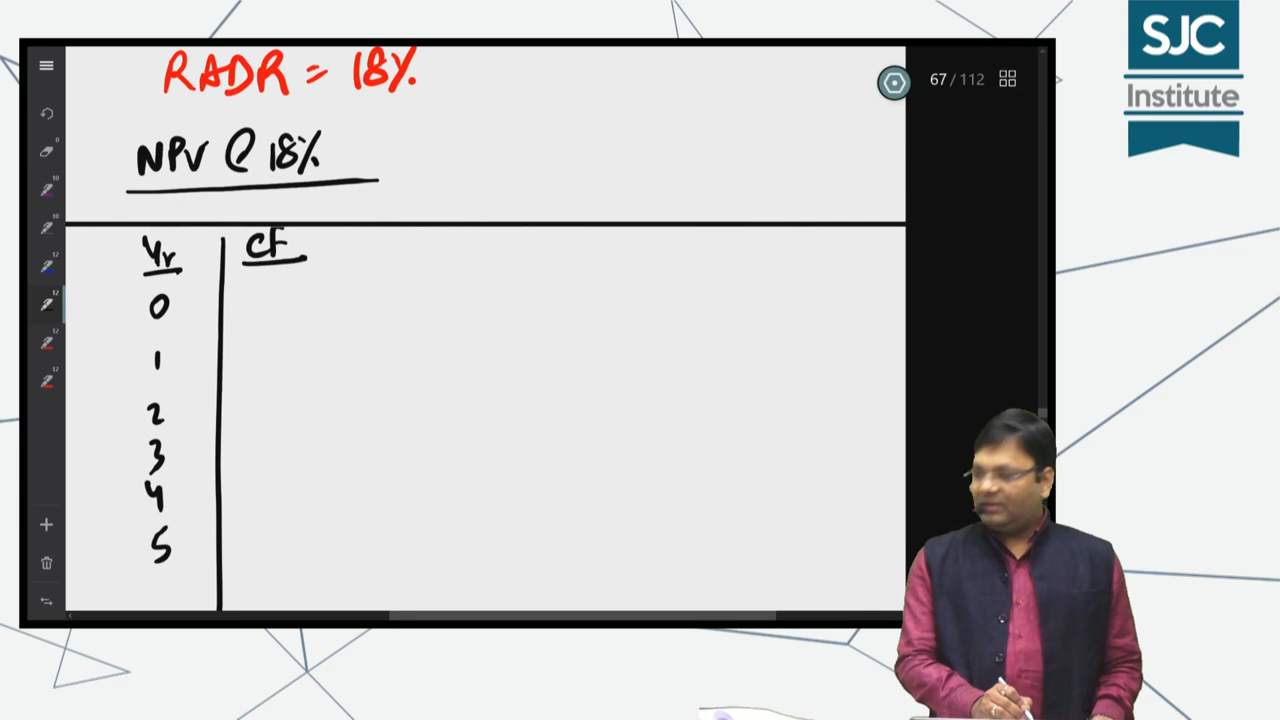 RADR = 18%
NPV @ 18%
Yr CF
0
1
2
3
4
5
67 / 112
SJC
Institute